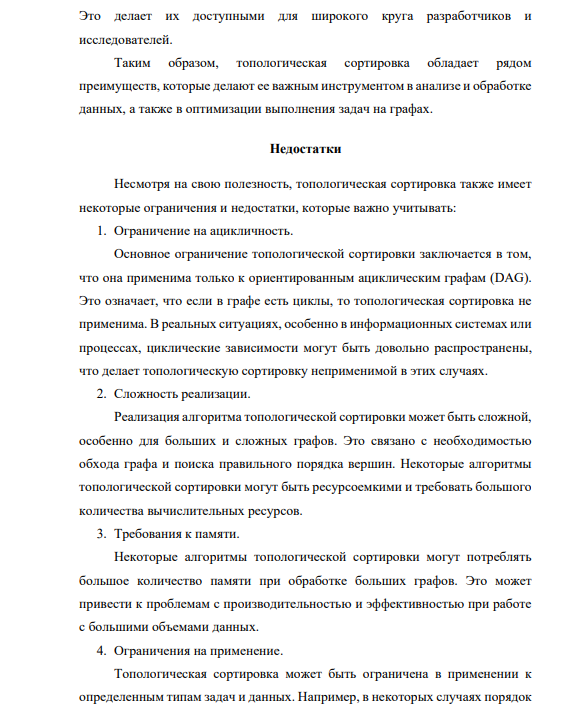 Это делает их доступными для широкого круга разработчиков и
исследователей.
Таким образом, топологическая сортировка обладает рядом
преимуществ, которые делают ее важным инструментом в анализе и обработке
данных, а также в оптимизации выполнения задач на графах.
Недостатки
Несмотря на свою полезность, топологическая сортировка также имеет
некоторые ограничения и недостатки, которые важно учитывать:
1. Ограничение на ацикличность.
Основное ограничение топологической сортировки заключается в том,
что она применима только к ориентированным ациклическим графам (DAG).
Это означает, что если в графе есть циклы, то топологическая сортировка не
применима. В реальных ситуациях, особенно в информационных системах или
процессах, циклические зависимости могут быть довольно распространены,
что делает топологическую сортировку неприменимой в этих случаях.
2. Сложность реализации.
Реализация алгоритма топологической сортировки может быть сложной,
особенно для больших и сложных графов. Это связано с необходимостью
обхода графа и поиска правильного порядка вершин. Некоторые алгоритмы
топологической сортировки могут быть ресурсоемкими и требовать большого
количества вычислительных ресурсов.
3. Требования к памяти.
Некоторые алгоритмы топологической сортировки могут потреблять
большое количество памяти при обработке больших графов. Это может
привести к проблемам с производительностью и эффективностью при работе
с большими объемами данных.
4. Ограничения на применение.
Топологическая сортировка может быть ограничена в применении к
определенным типам задач и данных. Например, в некоторых случаях порядок